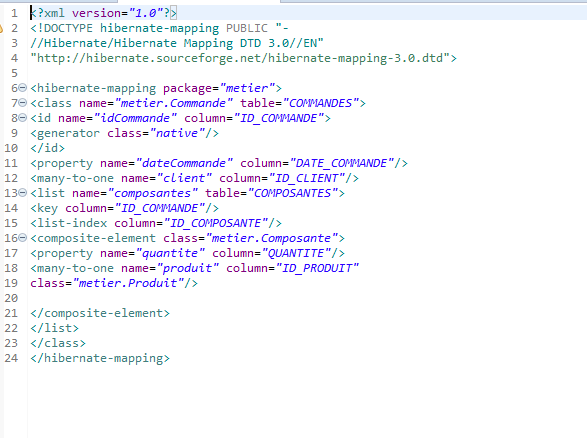 1 <?xml version="1.0"?>
2 <!DOCTYPE hibernate-mapping PUBLIC "-
3 //Hibernate/Hibernate Mapping DTD 3.0//EN"
4 "http://hibernate.sourceforge.net/hibernate-mapping-3.0.dtd">
5
6 <hibernate-mapping package="metier">
7 <class name="metier.Commande" table="COMMANDES">
8 <id name="idCommande" column="ID_COMMANDE">
9 <generator class="native"/>
10 </id>
11 <property name="dateCommande" column="DATE_COMMANDE"/>
12 <many-to-one name="client" column="ID_CLIENT"/>
13 <list name="composantes" table="COMPOSANTES">
14 <key column="ID_COMMANDE"/>
15 <list-index column="ID_COMPOSANTE"/>
16 <composite-element class="metier.Composante">
17 <property name="quantite" column="QUANTITE"/>
18 <many-to-one name="produit" column="ID_PRODUIT"
19 class="metier.Produit"/>
20
21 </composite-element>
22 </list>
23 </class>
24 </hibernate-mapping>